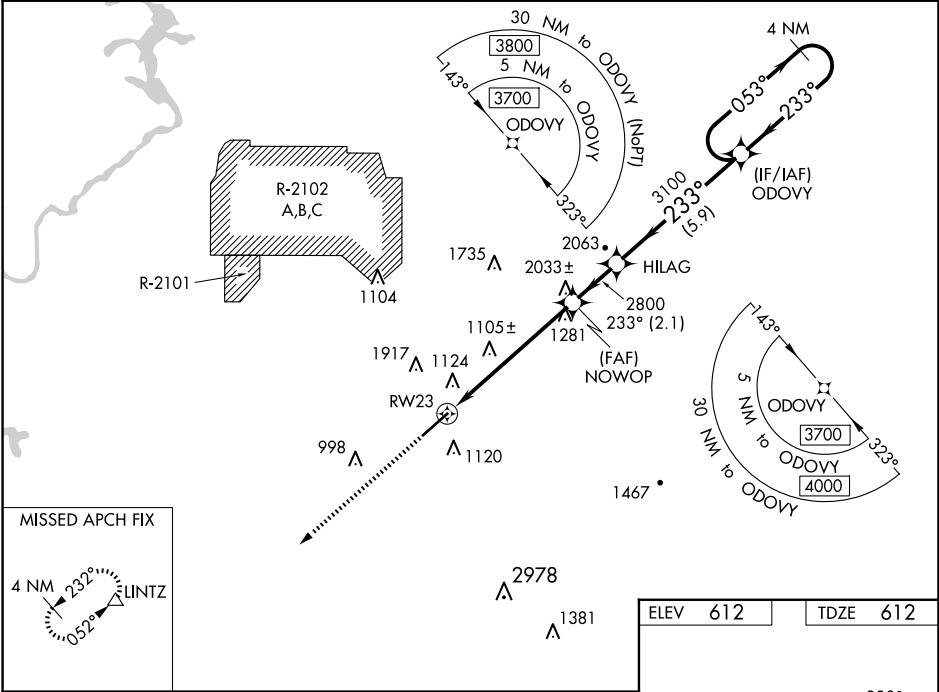 30 NM to ODOVY (NoPT)
3800
5 NM to ODOVY
3700
143°
ODOVY
323°
4 NM
053°
233°
(IF/IAF)
ODOVY
3100
233°
(5.9)
R-2102
A,B,C
R-2101
1104
1735
2063
HILAG
2033±
2800
233° (2.1)
1281
(FAF)
NOWOP
1105±
1917
1124
RW23
998
1120
1467
143°
ODOVY
3700
323°
5 NM to ODOVY
4000
30 NM to ODOVY
MISSED APCH FIX
4 NM
232°
LINTZ
052°
2978
1381
ELEV 612
TDZE 612